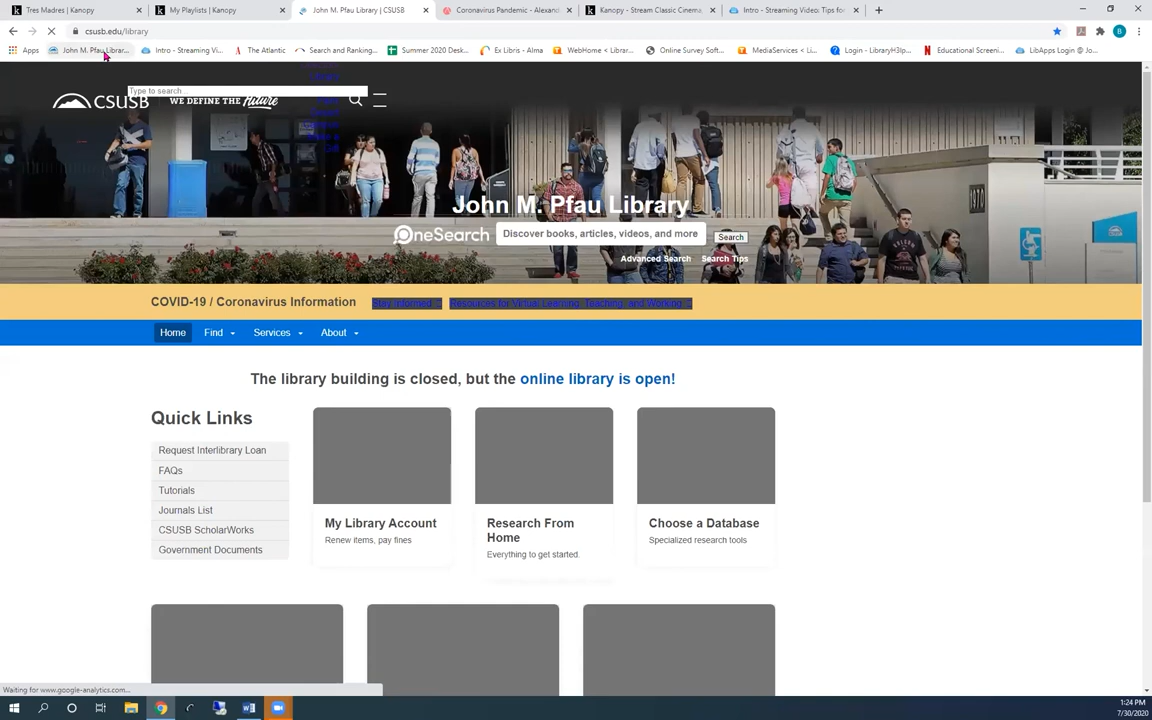 Tres Madres | Kanopy
My Playlists | Kanopy
John M. Pfau Library | CSUSB
Coronavirus Pandemic - Alexand
Kanopy - Stream Classic Cinema,
Intro - Streaming Video: Tips for
csusb.edu/library
B
Apps
John M. Pfau Librar...
Intro - Streaming Vi...
The Atlantic
Search and Ranking...
Summer 2020 Desk...
Ex Libris - Alma
WebHome < Librar...
Online Survey Soft...
MediaServices < Li...
Login - LibraryH3lp...
Educational Screeni...
LibApps Login @ Jo...
Type to search...
CSUSB
WE DEFINE THE Future
John M. Pfau Library
OneSearch
Discover books, articles, videos, and more
Search
Advanced Search
Search Tips
COVID-19 / Coronavirus Information
Stay Informed
Resources for Virtual Learning, Teaching, and Working
Home
Find
Services
About
The library building is closed, but the online library is open!
Quick Links
Request Interlibrary Loan
FAQs
Tutorials
Journals List
CSUSB ScholarWorks
Government Documents
My Library Account
Renew items, pay fines
Research From
Home
Everything to get started.
Choose a Database
Specialized research tools
Waiting for www.google-analytics.com...
1:24 PM
7/30/2020